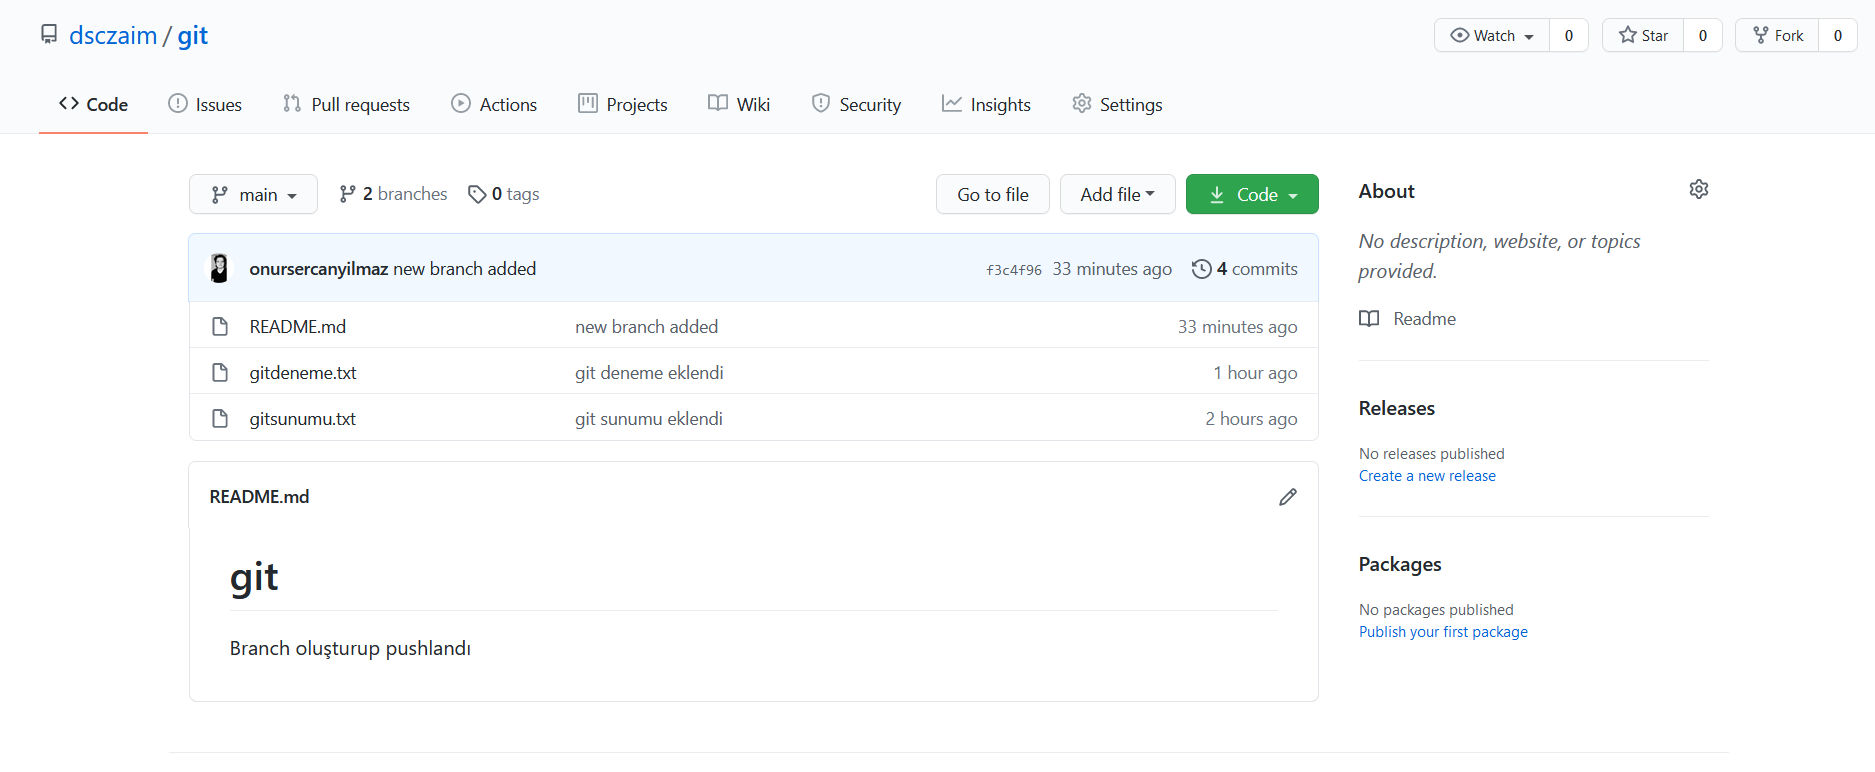 dsczaim / git
Watch 0 Star 0 Fork 0
Code Issues Pull requests Actions Projects Wiki Security Insights Settings
main 2 branches 0 tags Go to file Add file Code
onursercanyilmaz new branch added f3c4f96 33 minutes ago 4 commits
README.md new branch added 33 minutes ago
gitdeneme.txt git deneme eklendi 1 hour ago
gitsunumu.txt git sunumu eklendi 2 hours ago
README.md
git
Branch oluşturup pushlandı
About
No description, website, or topics
provided.
Readme
Releases
No releases published
Create a new release
Packages
No packages published
Publish your first package